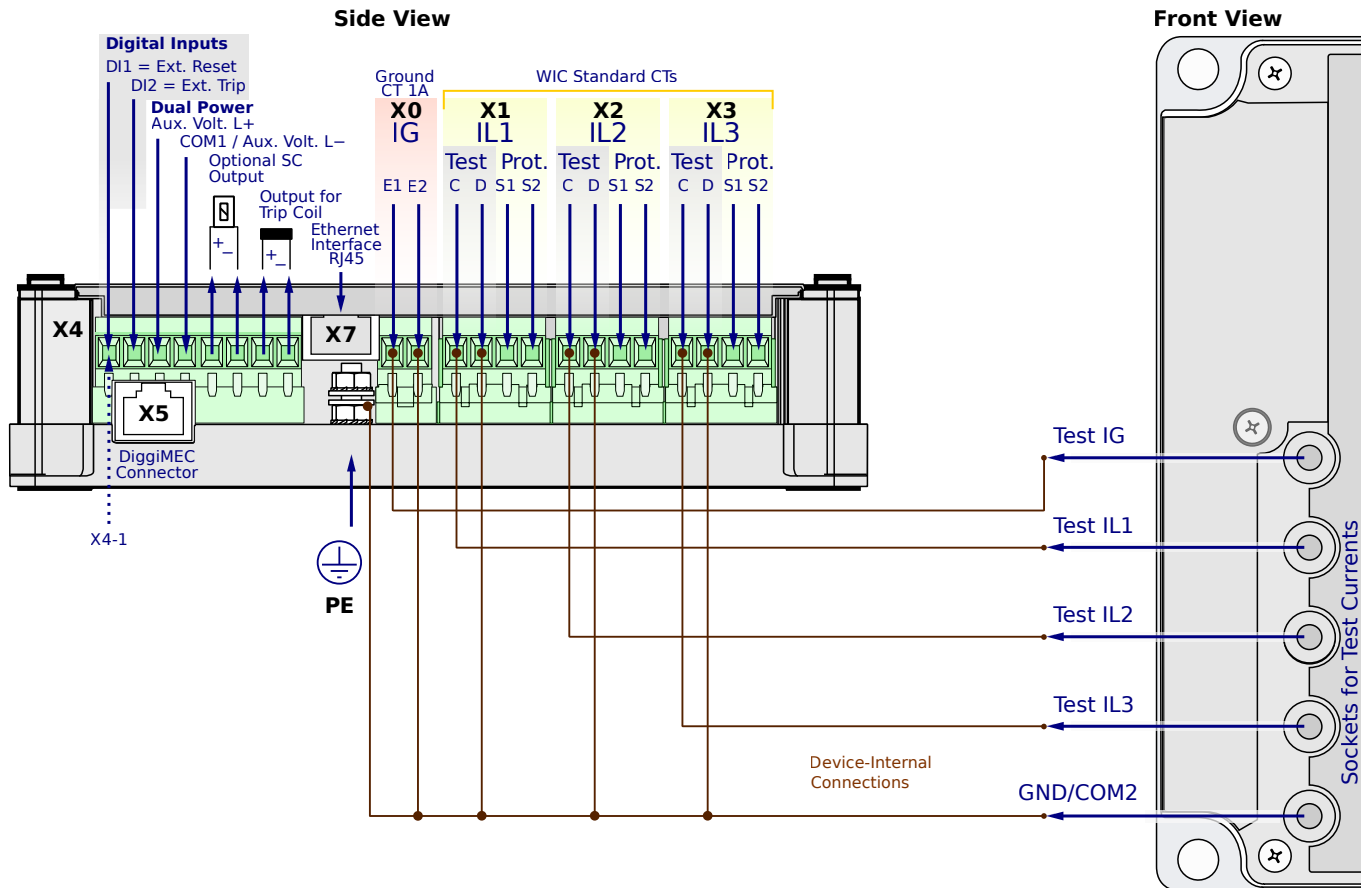 Side View
Front View
Digital Inputs
DI1 = Ext. Reset
DI2 = Ext. Trip
Dual Power
Aux. Volt. L+
COM1 / Aux. Volt. L−
Optional SC
Output
+
−
Output for
Trip Coil
+
−
Ethernet
Interface
RJ45
Ground
CT 1A
X0
IG
E1 E2
WIC Standard CTs
X1
IL1
Test Prot.
C D S1 S2
X2
IL2
Test Prot.
C D S1 S2
X3
IL3
Test Prot.
C D S1 S2
X4
X7
X5
DiggiMEC
Connector
X4-1
PE
Test IG
Test IL1
Test IL2
Test IL3
GND/COM2
Device-Internal
Connections
Sockets for Test Currents